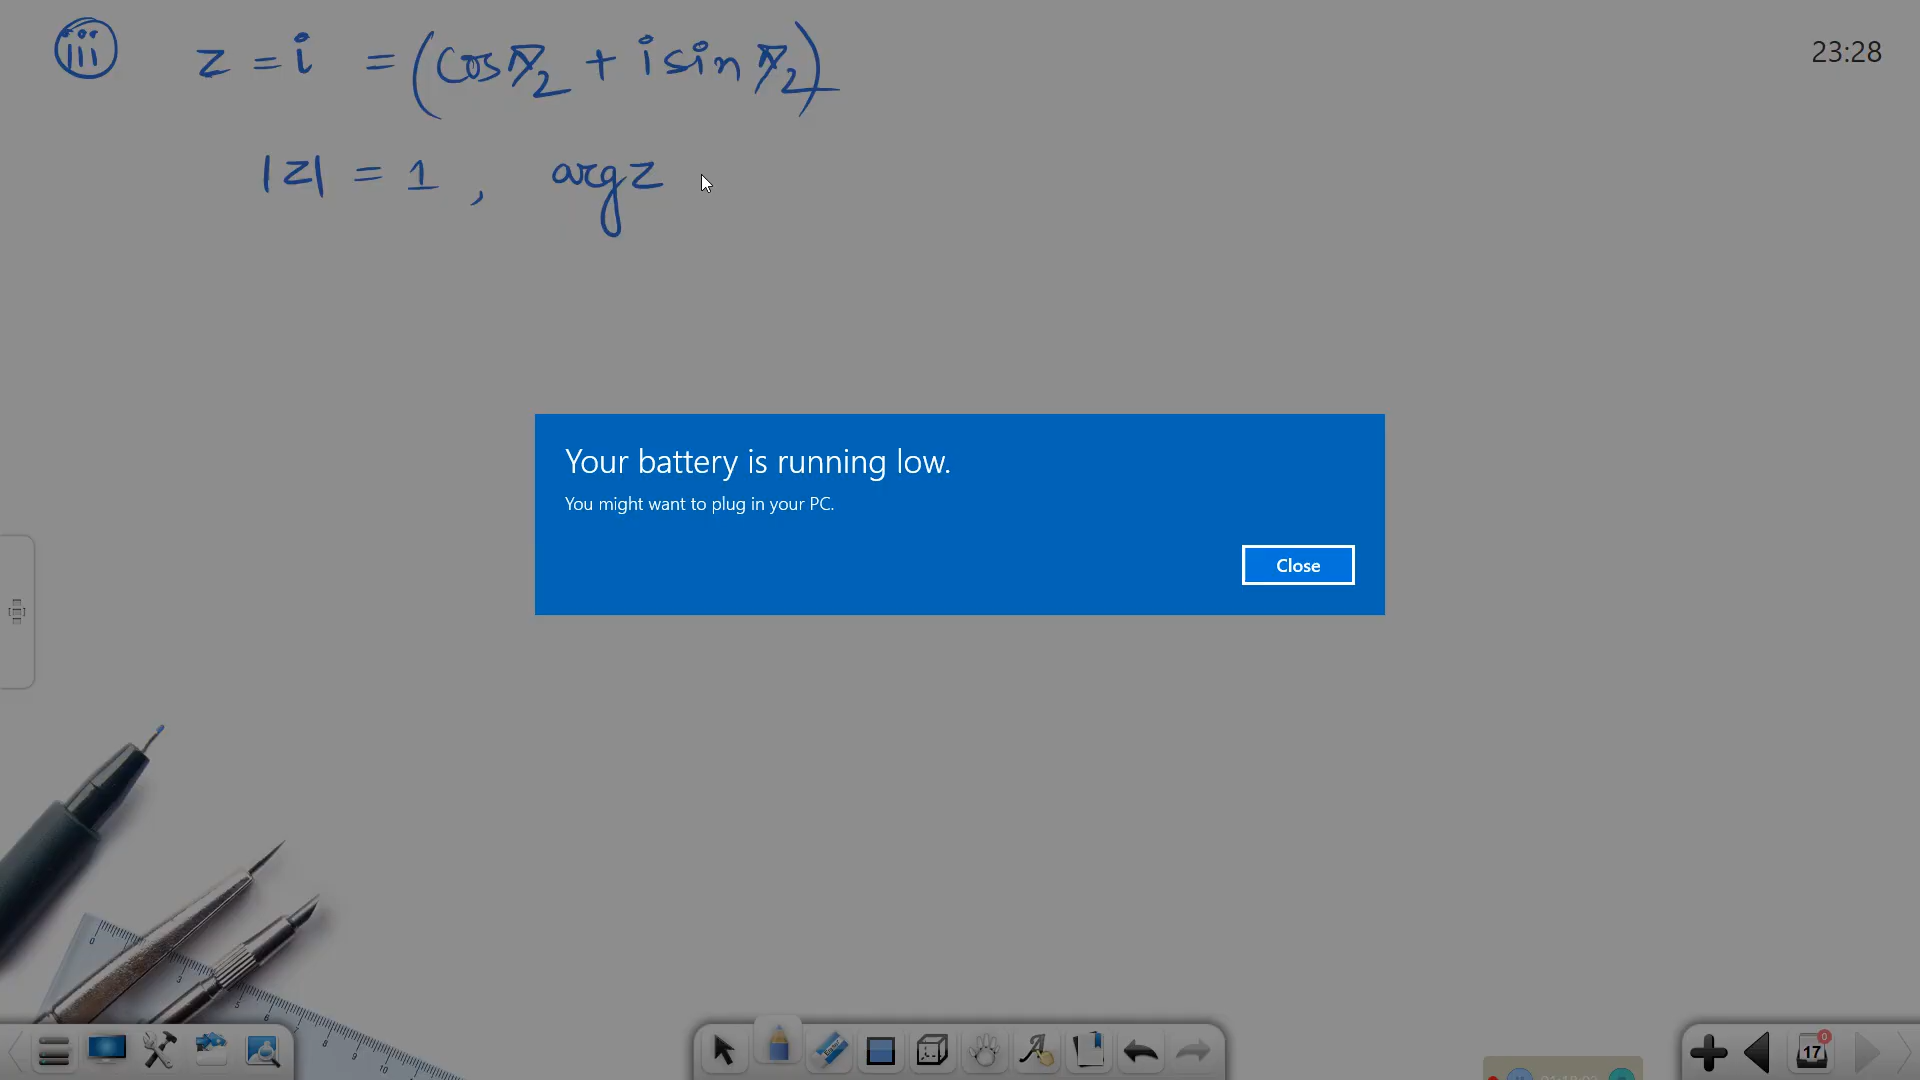 iii z = i = (cos π/2 + i sin π/2)
23:28
|z| = 1 , arg z
Your battery is running low.
You might want to plug in your PC.
Close
17
0